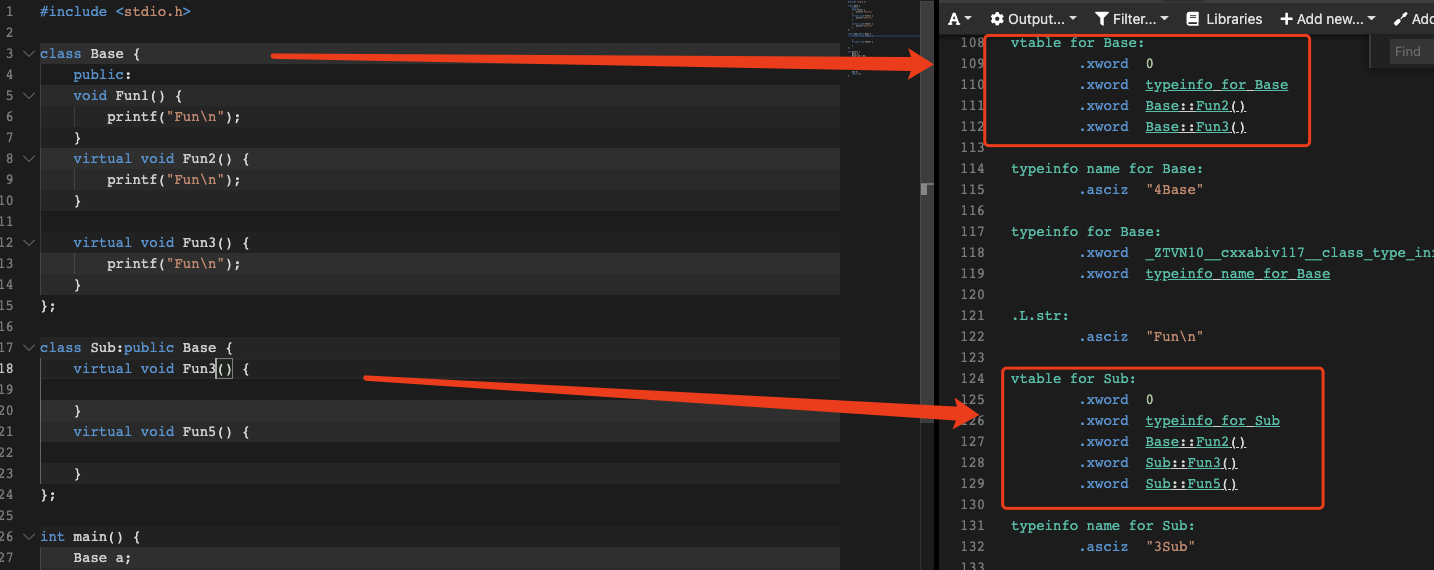 1 #include <stdio.h>
2
3 class Base {
4 public:
5 void Fun1() {
6 printf("Fun\n");
7 }
8 virtual void Fun2() {
9 printf("Fun\n");
10 }
11
12 virtual void Fun3() {
13 printf("Fun\n");
14 }
15 };
16
17 class Sub:public Base {
18 virtual void Fun3() {
19
20 }
21 virtual void Fun5() {
22
23 }
24 };
25
26 int main() {
27 Base a;
A Output... Filter... Libraries + Add new...
Find
108 vtable for Base:
109 .xword 0
110 .xword typeinfo for Base
111 .xword Base::Fun2()
112 .xword Base::Fun3()
113
114 typeinfo name for Base:
115 .asciz "4Base"
116
117 typeinfo for Base:
118 .xword _ZTVN10__cxxabiv117__class_type_in
119 .xword typeinfo name for Base
120
121 .L.str:
122 .asciz "Fun\n"
123
124 vtable for Sub:
125 .xword 0
126 .xword typeinfo for Sub
127 .xword Base::Fun2()
128 .xword Sub::Fun3()
129 .xword Sub::Fun5()
130
131 typeinfo name for Sub:
132 .asciz "3Sub"
133